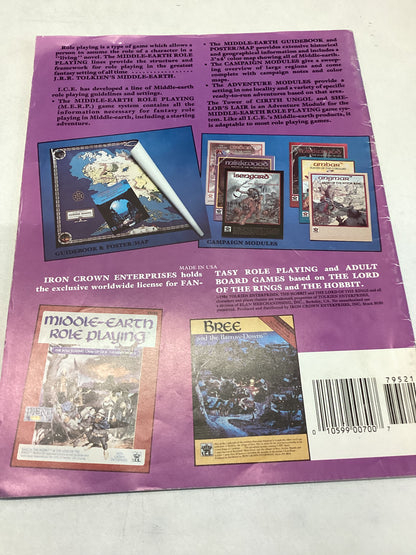 Role playing is a type of game which allows
a person to assume the role of a character in a
"living" novel. The MIDDLE-EARTH ROLE
PLAYING lines provide the structure and
framework for role playing in the greatest
fantasy setting of all time
J.R.R. TOLKIEN'S MIDDLE-EARTH.
I.C.E. has developed a line of Middle-earth
role playing guidelines and settings.
• The MIDDLE-EARTH ROLE PLAYING
(M.E.R.P.) game system contains all the
information necessary for fantasy role
playing in Middle-earth, including a starting
adventure.
• The MIDDLE-EARTH GUIDEBOOK and
POSTER/MAP provides extensive historical
and geographical information and includes a
color map showing all of Middle-earth.
• The CAMPAIGN MODULES give a sweep-
ing overview of large regions and come
complete with campaign notes and color
maps.
• The ADVENTURE MODULES provide a
setting in one locality and a variety of specific
ready-to-run adventures based on that area.
The Tower of CIRITH UNGOL and SHE-
LOB'S LAIR is an Adventure Module for the
MIDDLE-EARTH ROLE PLAYING game sys-
tem. Like all I.C.E.'s Middle-earth products, it
is adaptable to most role playing games.
GUIDEBOOK & POSTER/MAP
Isengard
Umbar
CAMPAIGN MODULES
MADE IN USA
IRON CROWN ENTERPRISES holds
the exclusive worldwide license for FAN-
TASY ROLE PLAYING and ADULT
BOARD GAMES based on THE LORD
OF THE RINGS and THE HOBBIT.
MIDDLE-EARTH
ROLE PLAYING
BREE
and the Barrow-Downs
79521
0 10599 00700 7